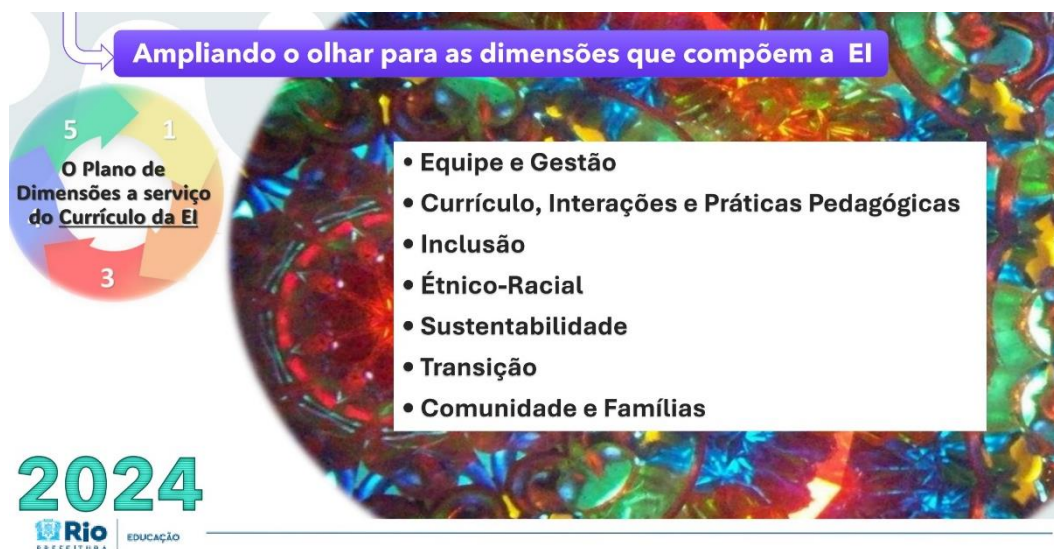 Ampliando o olhar para as dimensões que compõem a EI
5
1
O Plano de
Dimensões a serviço
do Currículo da EI
3
• Equipe e Gestão
• Currículo, Interações e Práticas Pedagógicas
• Inclusão
• Étnico-Racial
• Sustentabilidade
• Transição
• Comunidade e Famílias
2024
Rio
PREFEITURA
EDUCAÇÃO